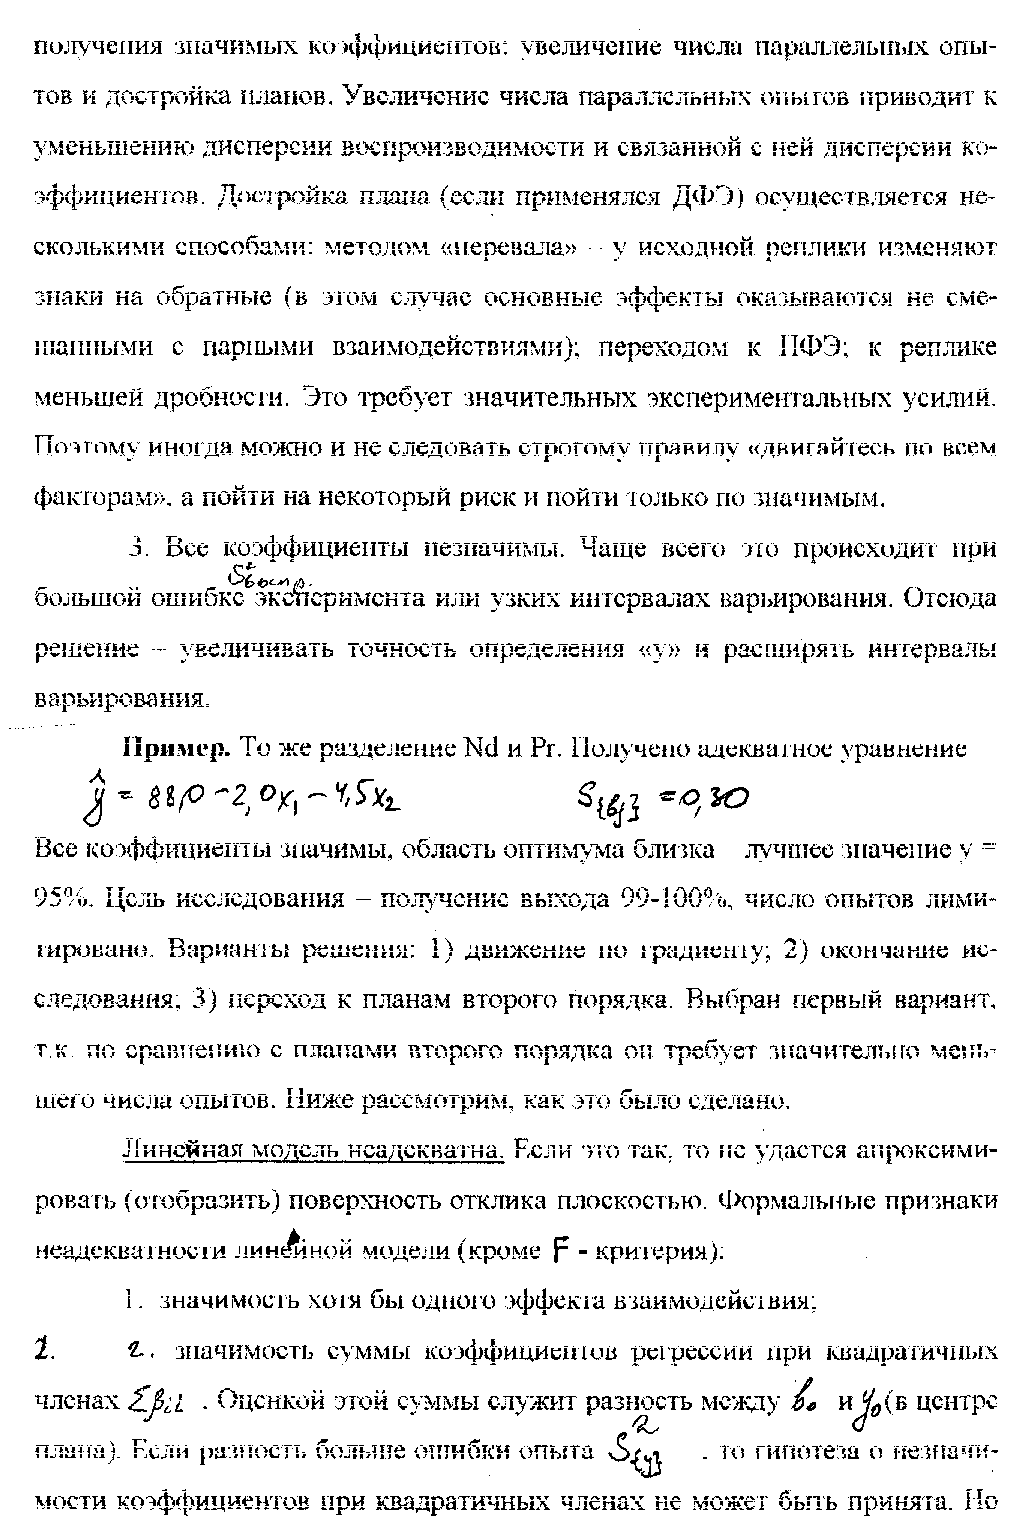 получения значимых коэффициентов: увеличение числа параллельных опы-
тов и достройка планов. Увеличение числа параллельных опытов приводит к
уменьшению дисперсии воспроизводимости и связанной с ней дисперсии ко-
эффициентов. Достройка плана (если применялся ДФЭ) осуществляется не-
сколькими способами: методом «перевала» – у исходной реплики изменяют
знаки на обратные (в этом случае основные эффекты оказываются не сме-
шанными с парными взаимодействиями); переходом к ПФЭ; к реплике
меньшей дробности. Это требует значительных экспериментальных усилий.
Поэтому иногда можно и не следовать строгому правилу «двигайтесь по всем
факторам», а пойти на некоторый риск и пойти только по значимым.
3. Все коэффициенты незначимы. Чаще всего это происходит при
S²воспр.
большой ошибке эксперимента или узких интервалах варьирования. Отсюда
решение – увеличивать точность определения «y» и расширять интервалы
варьирования.
Пример. То же разделение Nd и Pr. Получено адекватное уравнение
ŷ = 88,0 - 2,0x₁ - 4,5x₂ S{bj} = 0,30
Все коэффициенты значимы, область оптимума близка лучшее значение y =
95%. Цель исследования – получение выхода 99-100%, число опытов лими-
тировано. Варианты решения: 1) движение по градиенту; 2) окончание ис-
следования; 3) переход к планам второго порядка. Выбран первый вариант,
т.к. по сравнению с планами второго порядка он требует значительно мень-
шего числа опытов. Ниже рассмотрим, как это было сделано.
Линейная модель неадекватна. Если это так, то не удастся апроксими-
ровать (отобразить) поверхность отклика плоскостью. Формальные признаки
неадекватности линейной модели (кроме F - критерия):
1. значимость хотя бы одного эффекта взаимодействия;
2. 2. значимость суммы коэффициентов регрессии при квадратичных
членах Σβii . Оценкой этой суммы служит разность между b₀ и y₀ (в центре
плана). Если разность больше ошибки опыта S²{y} , то гипотеза о незначи-
мости коэффициентов при квадратичных членах не может быть принята. Но